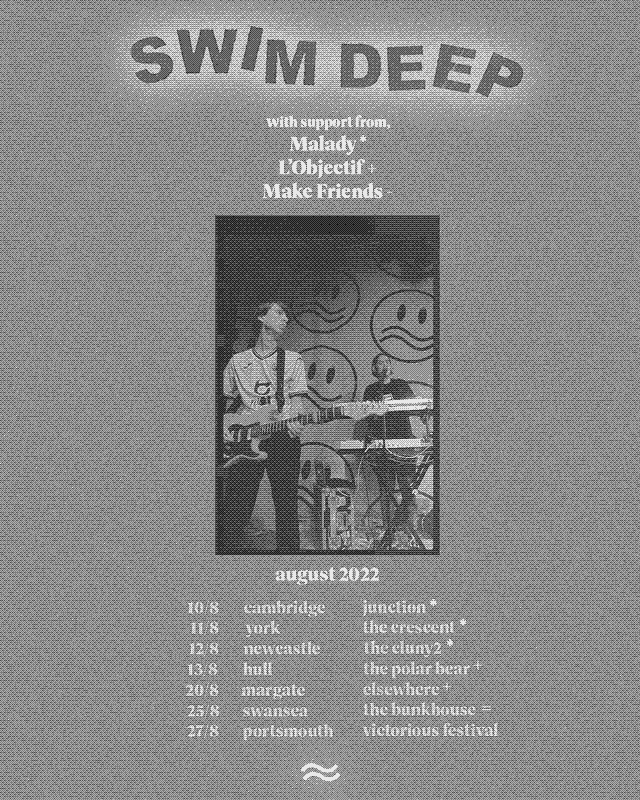 SWIM DEEP
with support from,
Malady *
L'Objectif +
Make Friends -
august 2022
10/8 cambridge junction *
11/8 york the crescent *
12/8 newcastle the cluny2 *
13/8 hull the polar bear +
20/8 margate elsewhere +
25/8 swansea the bunkhouse =
27/8 portsmouth victorious festival